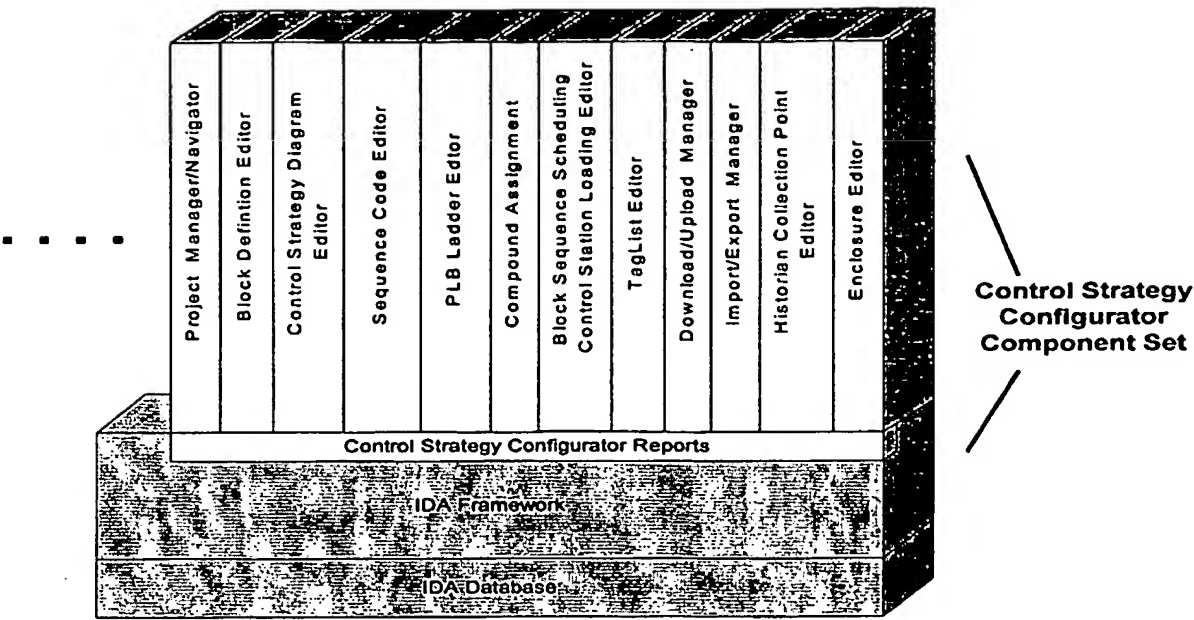 Project Manager/Navigator
Block Defintion Editor
Control Strategy Diagram
Editor
Sequence Code Editor
PLB Ladder Edtor
Compound Assignment
Block Sequence Scheduling
Control Station Loading Editor
TagList Editor
Download/Upload Manager
Import/Export Manager
Historian Collection Point
Editor
Enclosure Editor
Control Strategy
Configurator
Component Set
Control Strategy Configurator Reports
IDA Framework
IDA Database